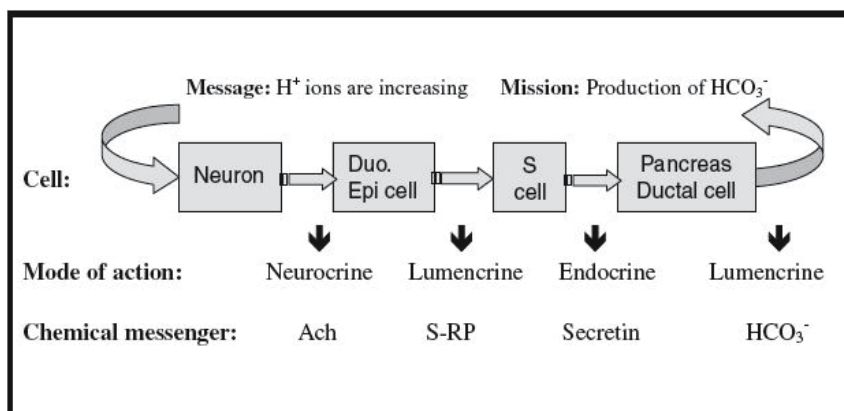 Message: H⁺ ions are increasing Mission: Production of HCO₃⁻
Cell: Neuron Duo. Epi cell S cell Pancreas Ductal cell
Mode of action: Neurocrine Lumencrine Endocrine Lumencrine
Chemical messenger: Ach S-RP Secretin HCO₃⁻